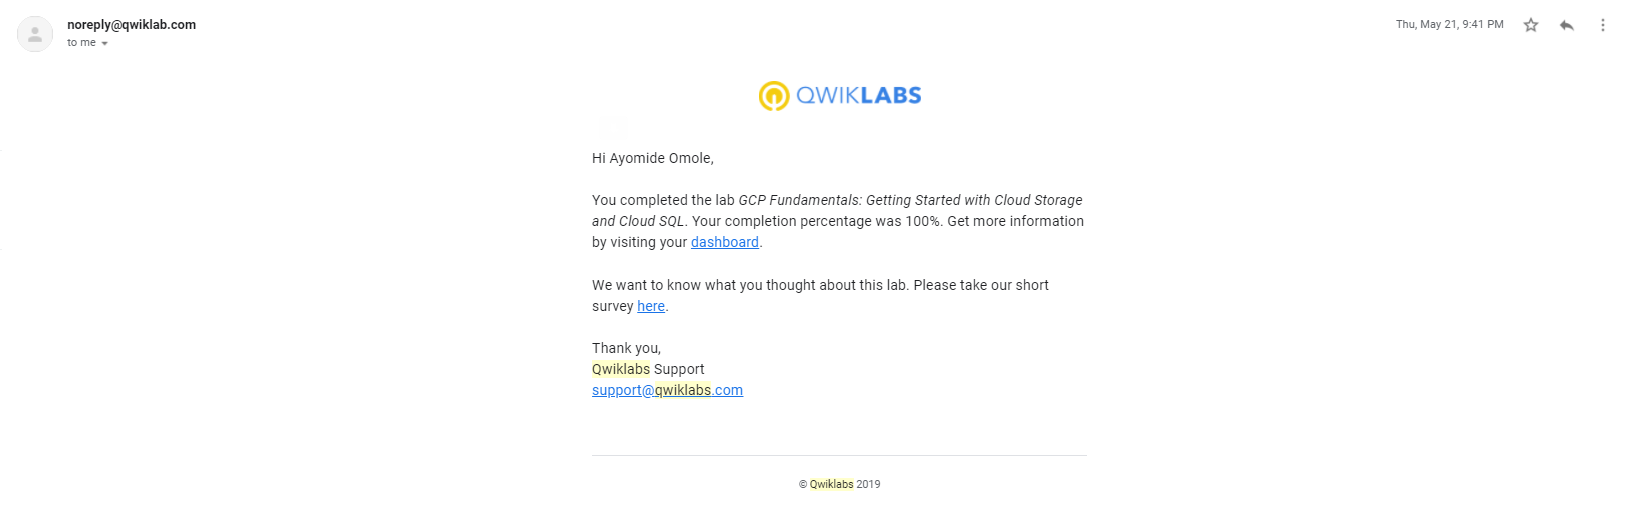 noreply@qwiklab.com
Thu, May 21, 9:41 PM
to me
QWIKLABS
Hi Ayomide Omole,
You completed the lab GCP Fundamentals: Getting Started with Cloud Storage
and Cloud SQL. Your completion percentage was 100%. Get more information
by visiting your dashboard.
We want to know what you thought about this lab. Please take our short
survey here.
Thank you,
Qwiklabs Support
support@qwiklabs.com
© Qwiklabs 2019